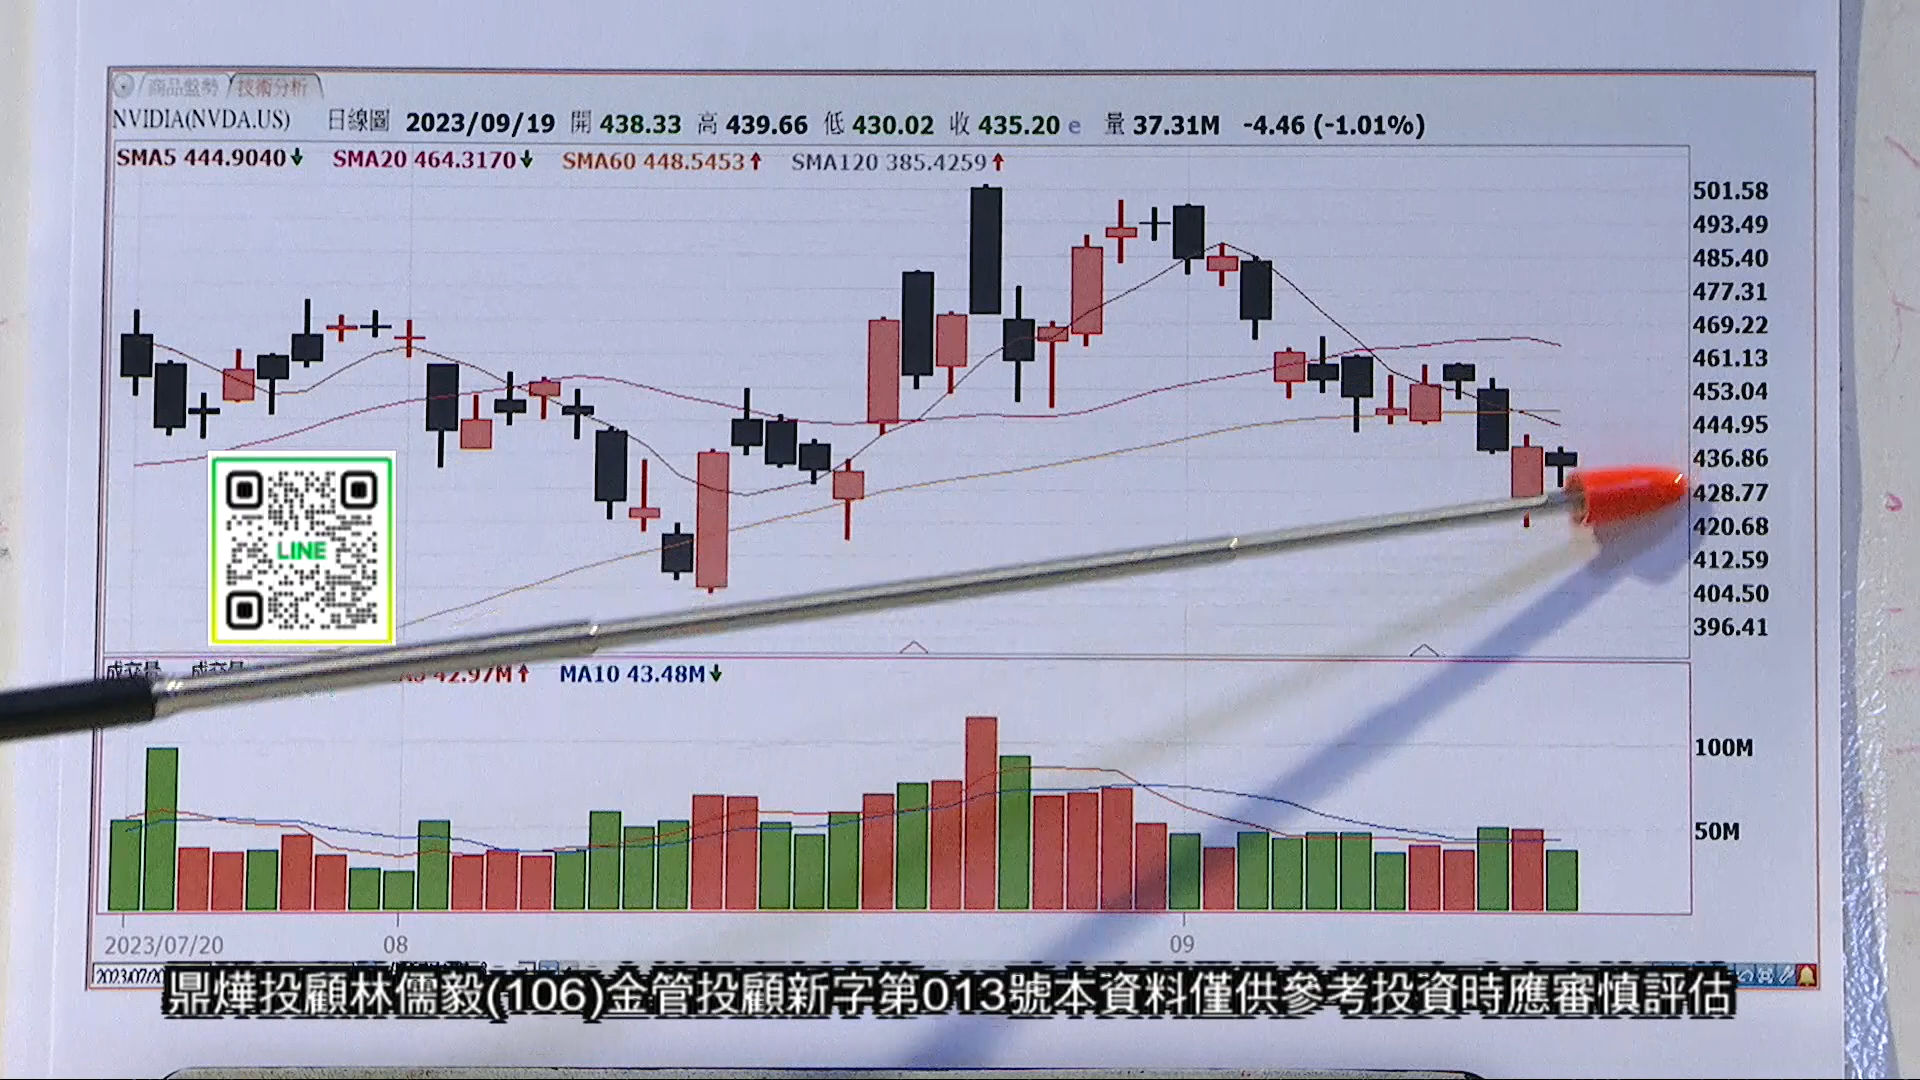 商品盤勢 技術分析
NVIDIA(NVDA.US) 日線圖 2023/09/19 開 438.33 高 439.66 低 430.02 收 435.20 e 量 37.31M -4.46 (-1.01%)
SMA5 444.9040↓ SMA20 464.3170↓ SMA60 448.5453↑ SMA120 385.4259↑
501.58
493.49
485.40
477.31
469.22
461.13
453.04
444.95
436.86
428.77
420.68
412.59
404.50
396.41
LINE
成交量 成交量 42.97M↑ MA10 43.48M↓
100M
50M
2023/07/20 08 09
鼎燁投顧林儒毅(106)金管投顧新字第013號本資料僅供參考投資時應審慎評估